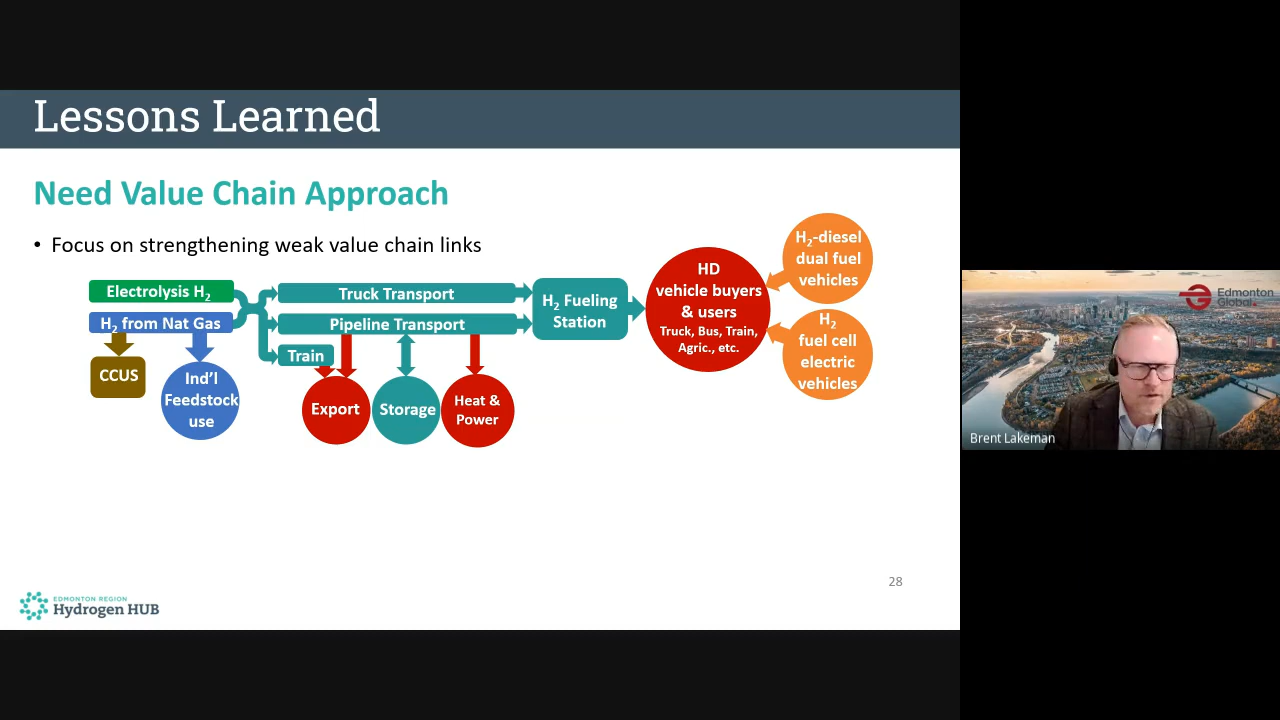 Lessons Learned
Need Value Chain Approach
• Focus on strengthening weak value chain links
Electrolysis H2
H2 from Nat Gas
CCUS
Ind'l
Feedstock
use
Truck Transport
Pipeline Transport
Train
Export
Storage
Heat &
Power
H2 Fueling
Station
HD
vehicle buyers
& users
Truck, Bus, Train,
Agric., etc.
H2-diesel
dual fuel
vehicles
H2
fuel cell
electric
vehicles
28
EDMONTON REGION
Hydrogen HUB
Edmonton
Global
Brent Lakeman